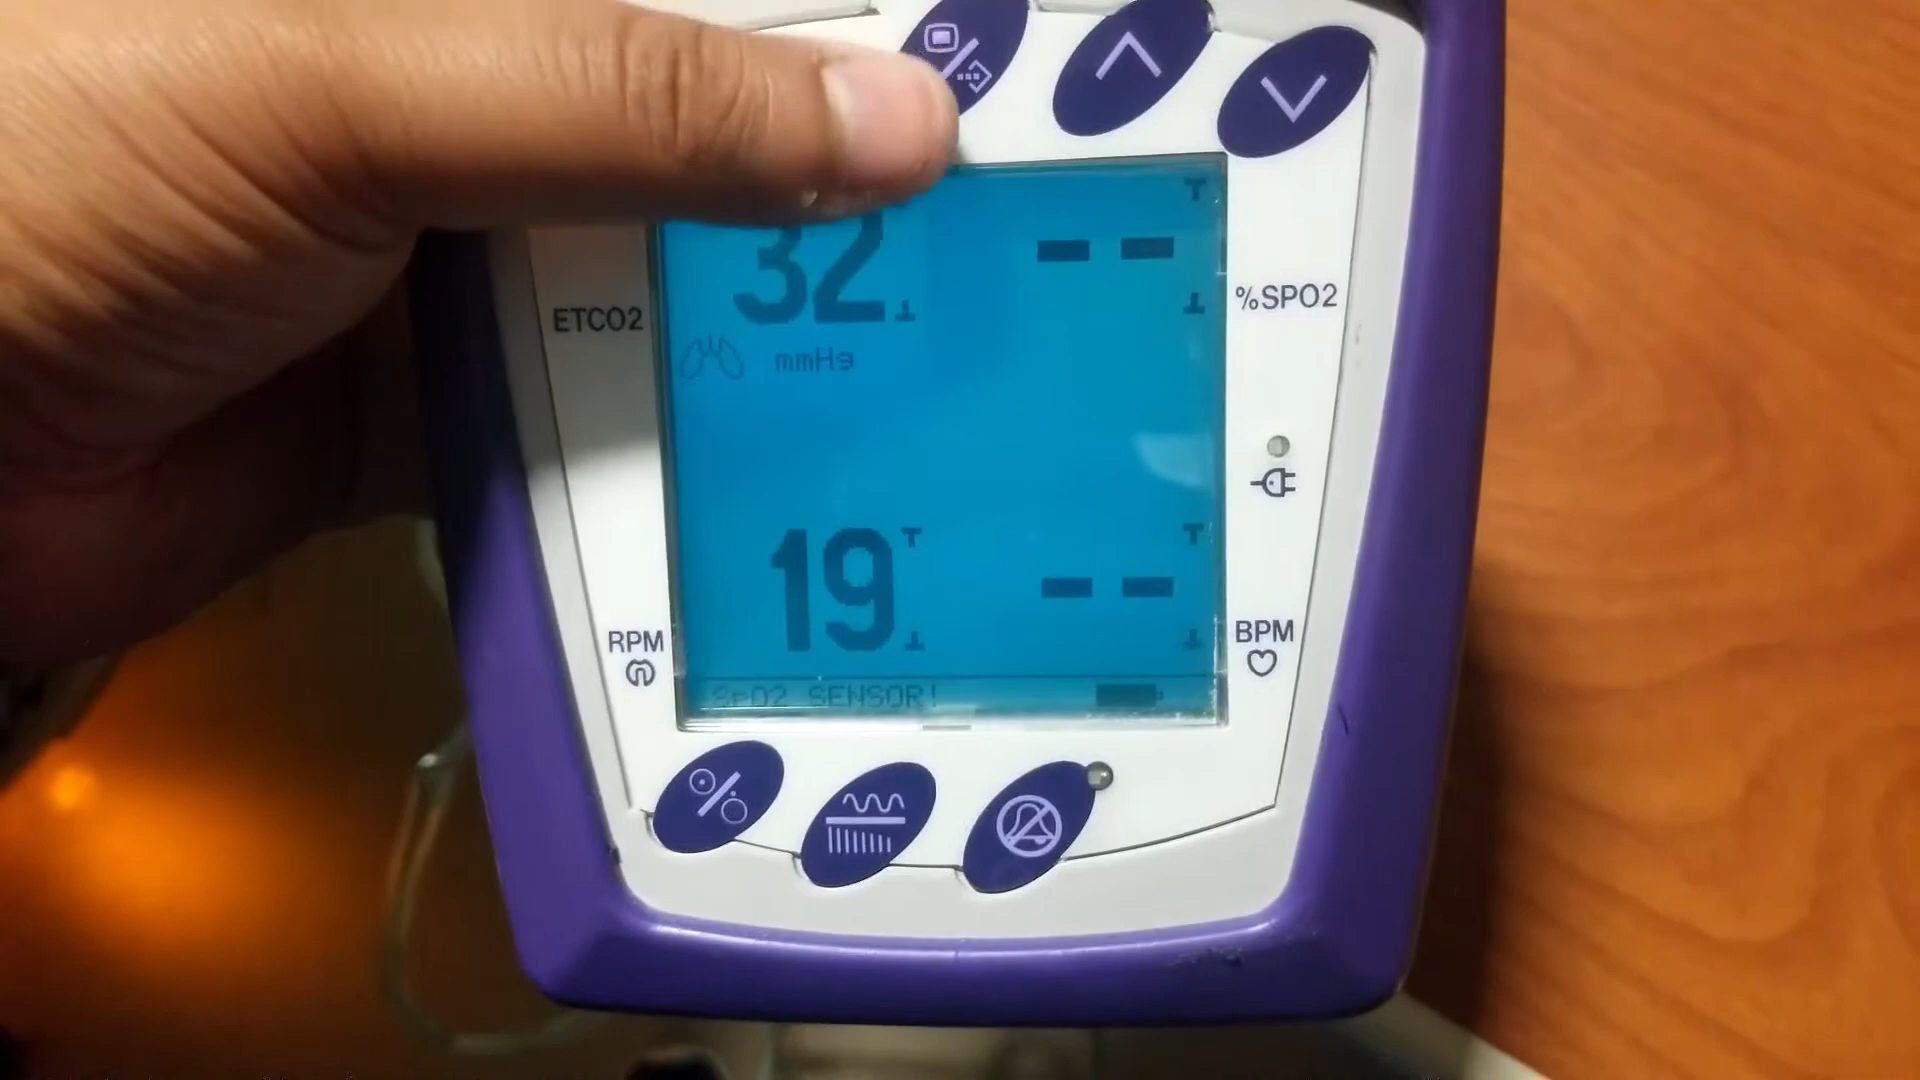 32
-- --
ETCO2
%SPO2
mmHg
19
-- --
RPM
BPM
SpO2 SENSOR!